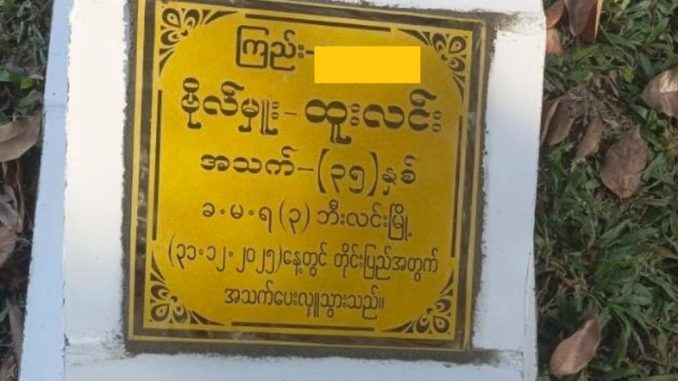 ကြည်း-
ဗိုလ်မှူး-ထူးလင်း
အသက်-(၃၅)နှစ်
ခ.မ.ရ(၃)ဘီးလင်းမြို့
(၃၁.၁၂.၂၀၂၅)နေ့တွင် တိုင်းပြည်အတွက်
အသက်ပေးလှူသွားသည်။